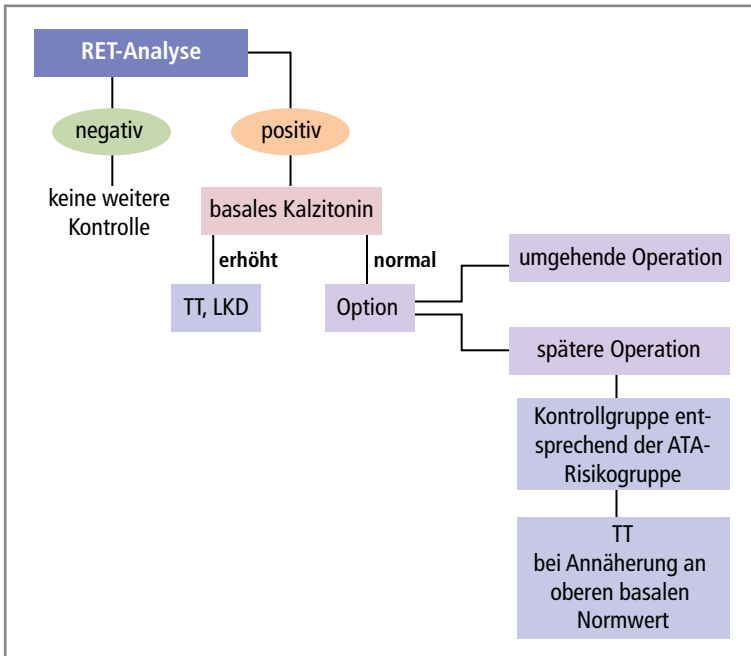 RET-Analyse
negativ
positiv
keine weitere
Kontrolle
basales Kalzitonin
erhöht
normal
TT, LKD
Option
umgehende Operation
spätere Operation
Kontrollgruppe ent-
sprechend der ATA-
Risikogruppe
TT
bei Annäherung an
oberen basalen
Normwert